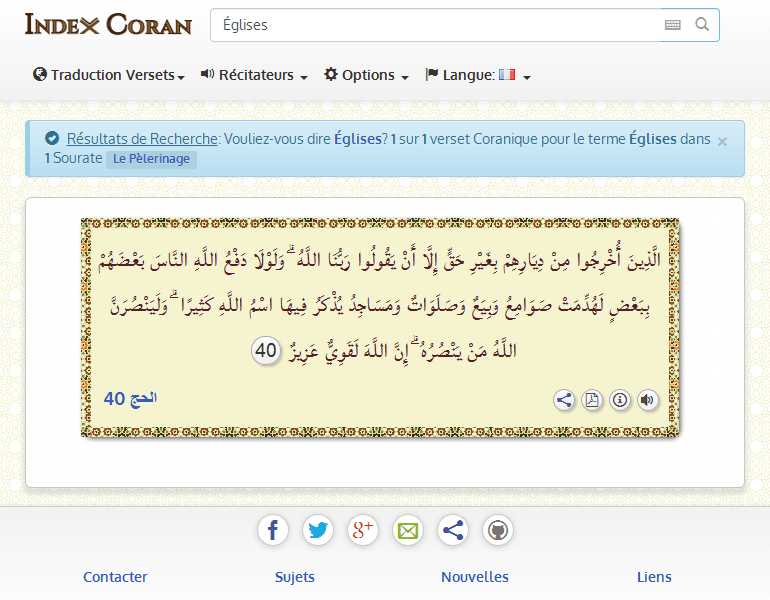 Index Coran
Églises
Traduction Versets
Récitateurs
Options
Langue:
Résultats de Recherche: Vouliez-vous dire Églises? 1 sur 1 verset Coranique pour le terme Églises dans
1 Sourate Le Pèlerinage
الَّذِينَ أُخْرِجُوا مِنْ دِيَارِهِمْ بِغَيْرِ حَقٍّ إِلَّا أَنْ يَقُولُوا رَبُّنَا اللَّهُ ۗ وَلَوْلَا دَفْعُ اللَّهِ النَّاسَ بَعْضَهُمْ
بِبَعْضٍ لَهُدِّمَتْ صَوَامِعُ وَبِيَعٌ وَصَلَوَاتٌ وَمَسَاجِدُ يُذْكَرُ فِيهَا اسْمُ اللَّهِ كَثِيرًا ۗ وَلَيَنْصُرَنَّ
اللَّهُ مَنْ يَنْصُرُهُ ۗ إِنَّ اللَّهَ لَقَوِيٌّ عَزِيزٌ 40
الحج 40
Contacter
Sujets
Nouvelles
Liens